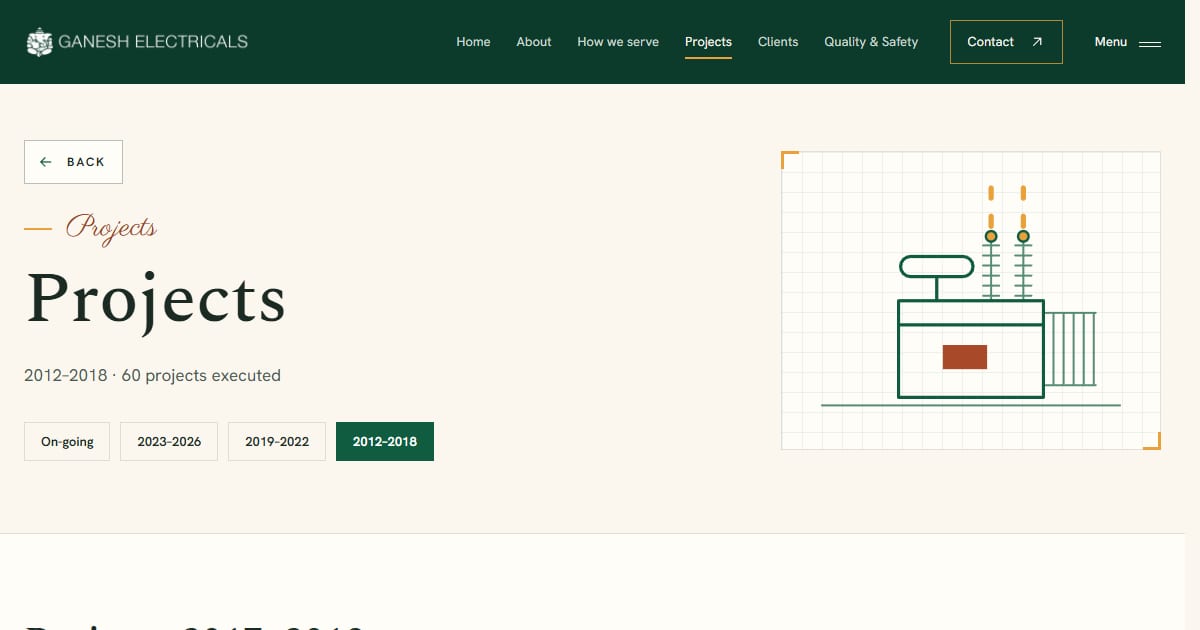 GANESH ELECTRICALS
Home About How we serve Projects Clients Quality & Safety Contact Menu
BACK
Projects
Projects
2012–2018 · 60 projects executed
On-going 2023–2026 2019–2022 2012–2018